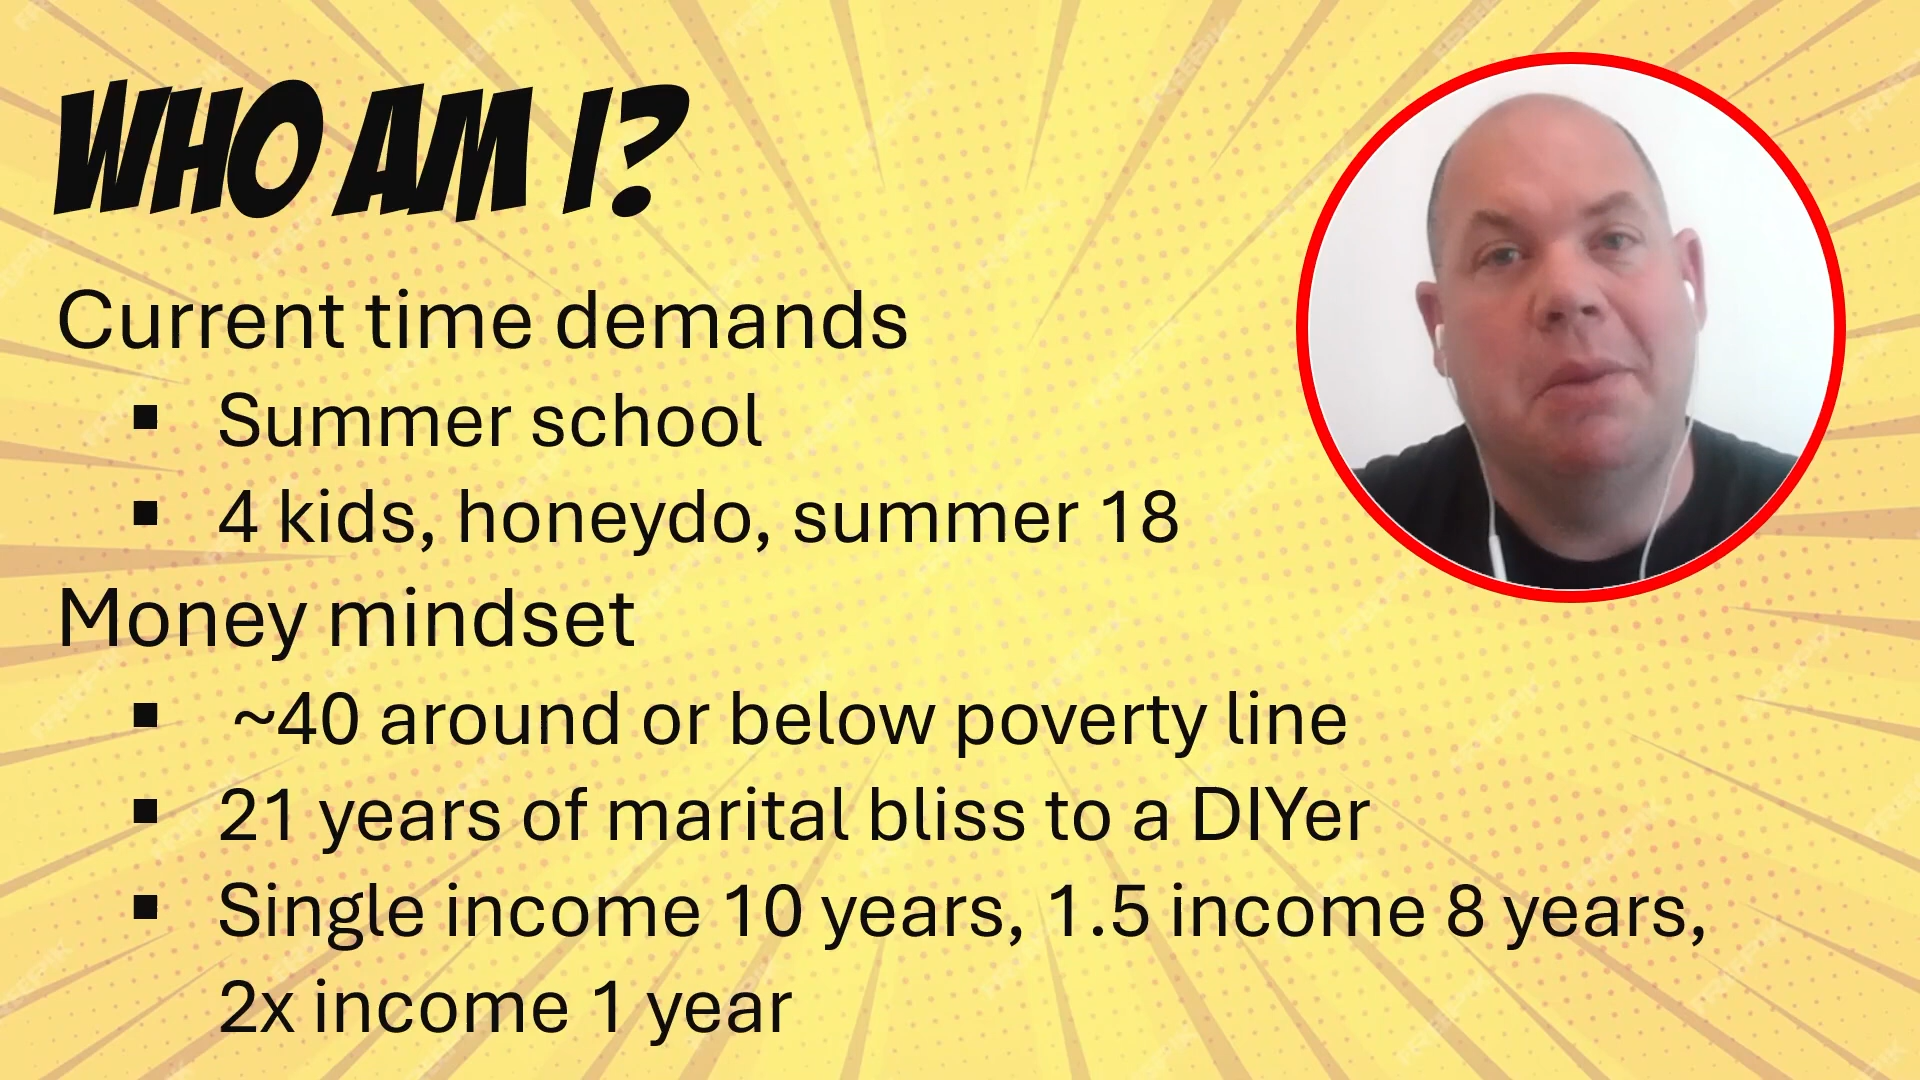 WHO AM I?
Current time demands
▪ Summer school
▪ 4 kids, honeydo, summer 18
Money mindset
▪ ~40 around or below poverty line
▪ 21 years of marital bliss to a DIYer
▪ Single income 10 years, 1.5 income 8 years,
2x income 1 year